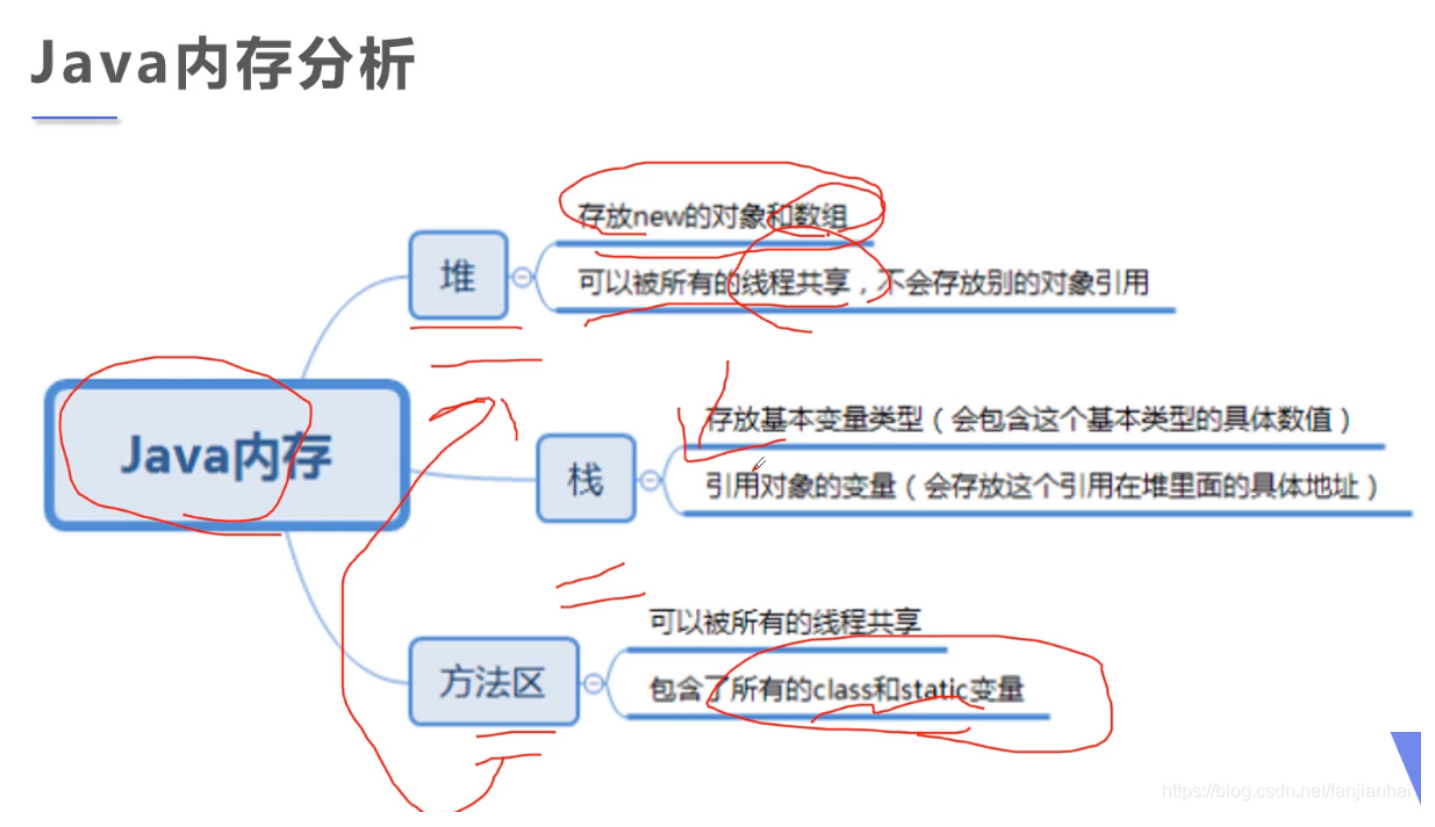 Java内存分析
存放new的对象和数组
堆
可以被所有的线程共享，不会存放别的对象引用
Java内存
存放基本变量类型（会包含这个基本类型的具体数值）
栈
引用对象的变量（会存放这个引用在堆里面的具体地址）
可以被所有的线程共享
方法区
包含了所有的class和static变量
https://blog.csdn.net/fanjianhai